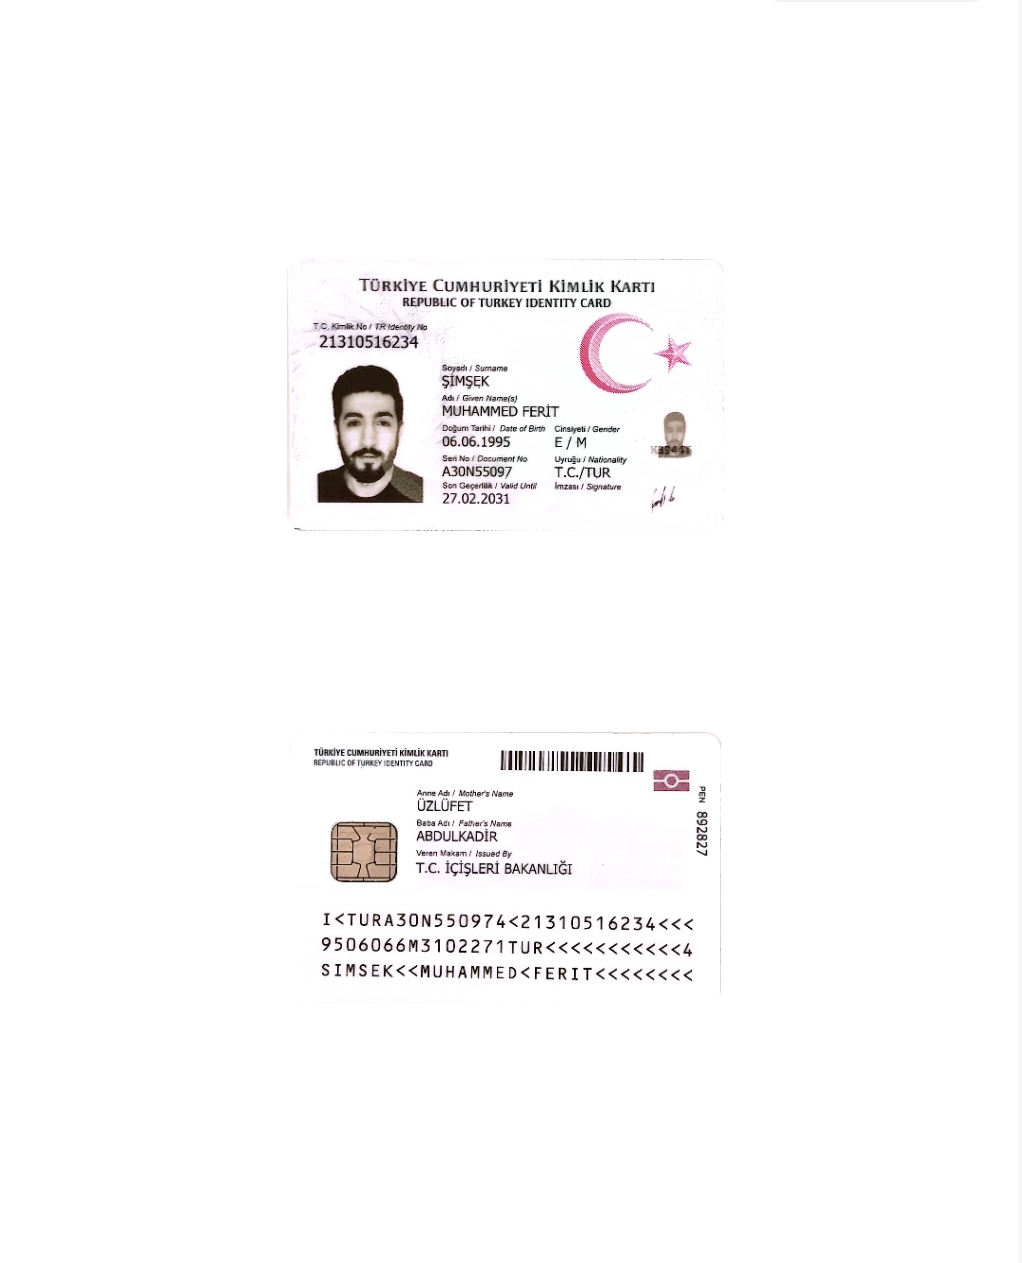 TÜRKİYE CUMHURİYETİ KİMLİK KARTI
REPUBLIC OF TURKEY IDENTITY CARD
T.C. Kimlik No / TR Identity No
21310516234
Soyadı / Surname
ŞİMŞEK
Adı / Given Name(s)
MUHAMMED FERİT
Doğum Tarihi / Date of Birth Cinsiyeti / Gender
06.06.1995 E / M
Seri No / Document No Uyruğu / Nationality
A30N55097 T.C./TUR
Son Geçerlilik / Valid Until İmzası / Signature
27.02.2031
TÜRKİYE CUMHURİYETİ KİMLİK KARTI
REPUBLIC OF TURKEY IDENTITY CARD
Anne Adı / Mother's Name
ÜZLÜFET
Baba Adı / Father's Name
ABDULKADİR
Veren Makam / Issued By
T.C. İÇİŞLERİ BAKANLIĞI
PEN 892827
I<TURA30N550974<21310516234<<<
9506066M3102271TUR<<<<<<<<<<<4
SIMSEK<<MUHAMMED<FERIT<<<<<<<<